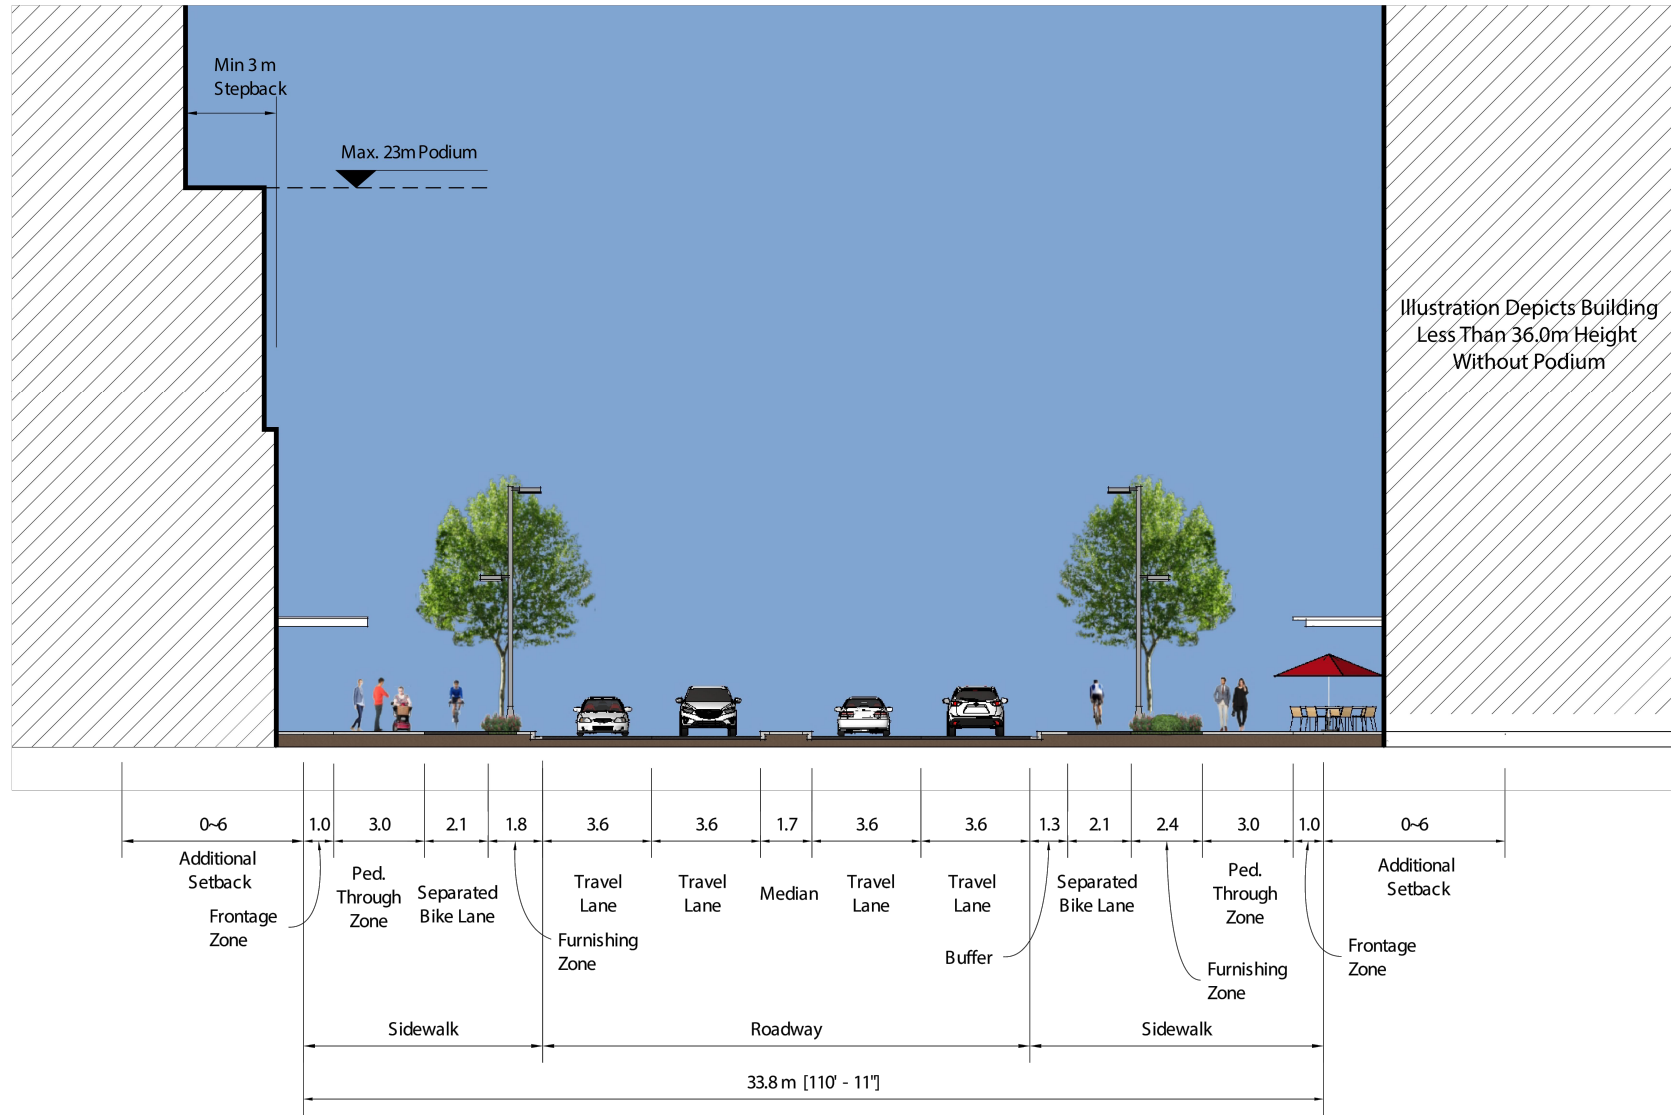 Min 3 m
Stepback
Max. 23m Podium
Illustration Depicts Building
Less Than 36.0m Height
Without Podium
0~6
1.0
3.0
2.1
1.8
3.6
3.6
1.7
3.6
3.6
1.3
2.1
2.4
3.0
1.0
0~6
Additional
Setback
Frontage
Zone
Ped.
Through
Zone
Separated
Bike Lane
Furnishing
Zone
Travel
Lane
Travel
Lane
Median
Travel
Lane
Travel
Lane
Buffer
Separated
Bike Lane
Furnishing
Zone
Ped.
Through
Zone
Frontage
Zone
Additional
Setback
Sidewalk
Roadway
Sidewalk
33.8 m [110' - 11"]